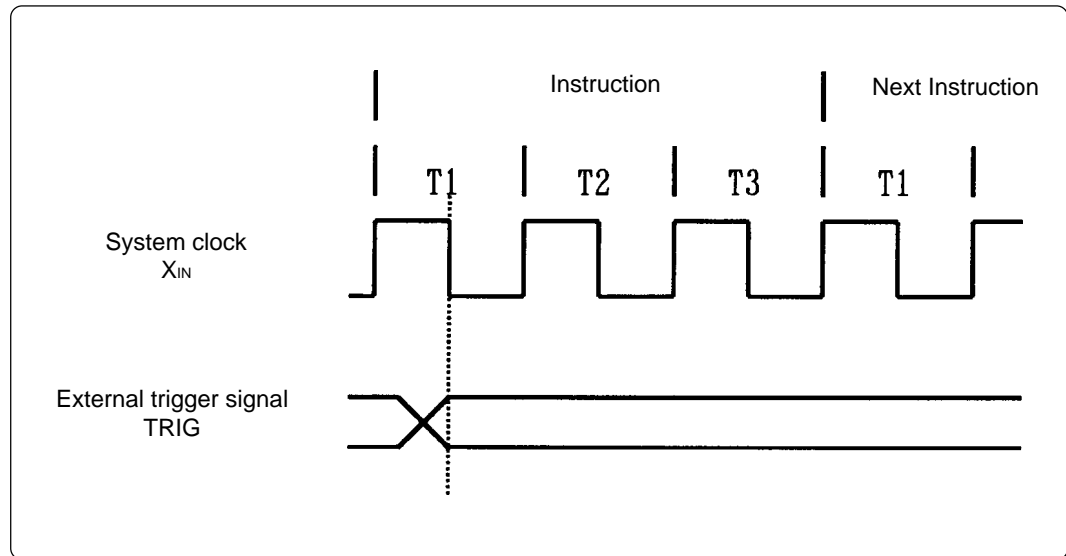 Instruction
Next Instruction
T1
T2
T3
T1
System clock
XIN
External trigger signal
TRIG